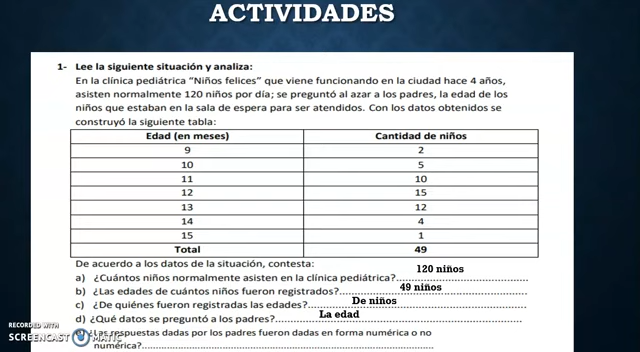 ACTIVIDADES
1- Lee la siguiente situación y analiza:
En la clínica pediátrica “Niños felices” que viene funcionando en la ciudad hace 4 años,
asisten normalmente 120 niños por día; se preguntó al azar a los padres, la edad de los
niños que estaban en la sala de espera para ser atendidos. Con los datos obtenidos se
construyó la siguiente tabla:
Edad (en meses) Cantidad de niños
9 2
10 5
11 10
12 15
13 12
14 4
15 1
Total 49
De acuerdo a los datos de la situación, contesta:
a) ¿Cuántos niños normalmente asisten en la clínica pediátrica? 120 niños
b) ¿Las edades de cuántos niños fueron registrados? 49 niños
c) ¿De quiénes fueron registradas las edades? De niños
d) ¿Qué datos se preguntó a los padres? La edad
e) ¿Las respuestas dadas por los padres fueron dadas en forma numérica o no
numérica?
RECORDED WITH
SCREENCAST MATIC